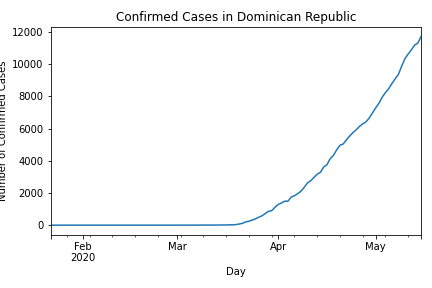 Confirmed Cases in Dominican Republic
12000
10000
8000
6000
4000
2000
0
Number of Confirmed Cases
Feb
2020
Mar
Apr
May
Day